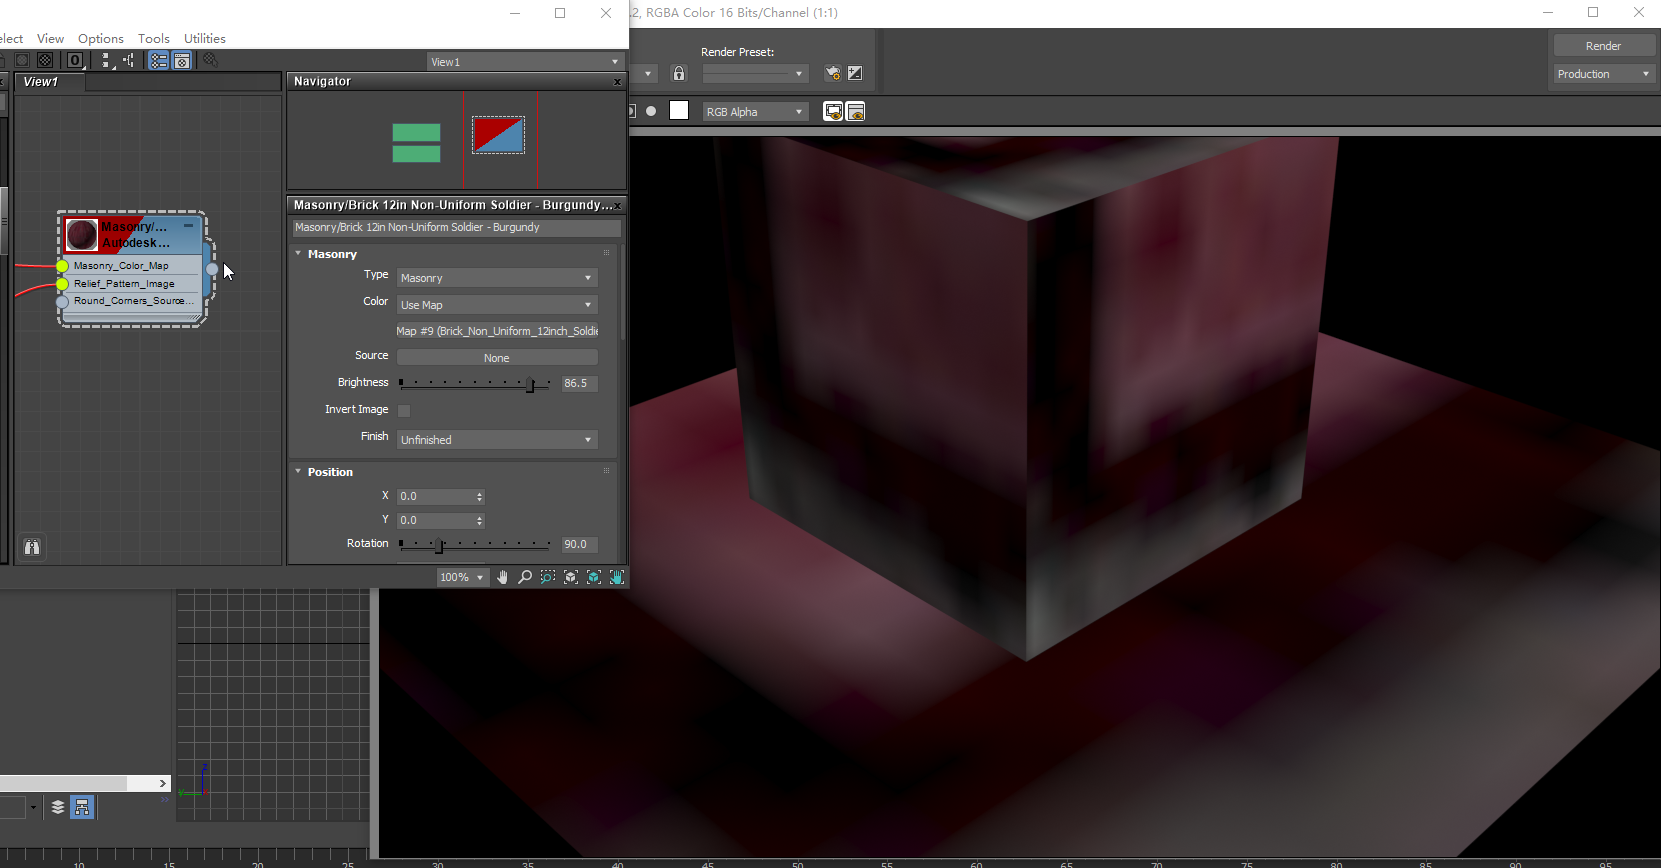 .2, RGBA Color 16 Bits/Channel (1:1)
elect View Options Tools Utilities
View1
View1
Navigator
Masonry/...
Autodesk...
Masonry_Color_Map
Relief_Pattern_Image
Round_Corners_Source...
Masonry/Brick 12in Non-Uniform Soldier - Burgundy...
Masonry/Brick 12in Non-Uniform Soldier - Burgundy
Masonry
Type Masonry
Color Use Map
Map #9 (Brick_Non_Uniform_12inch_Soldie
Source None
Brightness 86.5
Invert Image
Finish Unfinished
Position
X 0.0
Y 0.0
Rotation 90.0
100%
Render Preset:
Render
Production
RGB Alpha
z
y
10 15 20 25 30 35 40 45 50 55 60 65 70 75 80 85 90 95